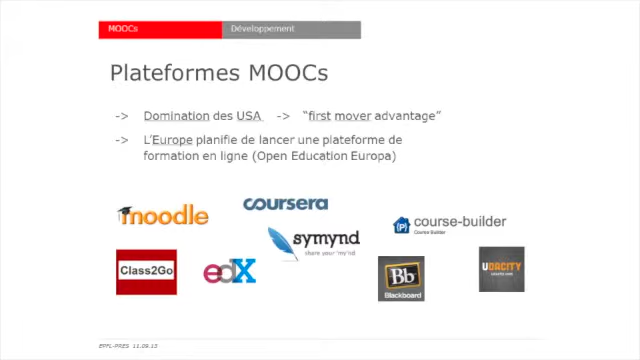 MOOCs
Développement
Plateformes MOOCs
-> Domination des USA -> “first mover advantage”
-> L’Europe planifie de lancer une plateforme de
formation en ligne (Open Education Europa)
moodle
coursera
course-builder
Course Builder
symynd
share your 'my'nd
Class2Go
edX
Bb
Blackboard
UDACITY
EPFL-PRES 11.09.13